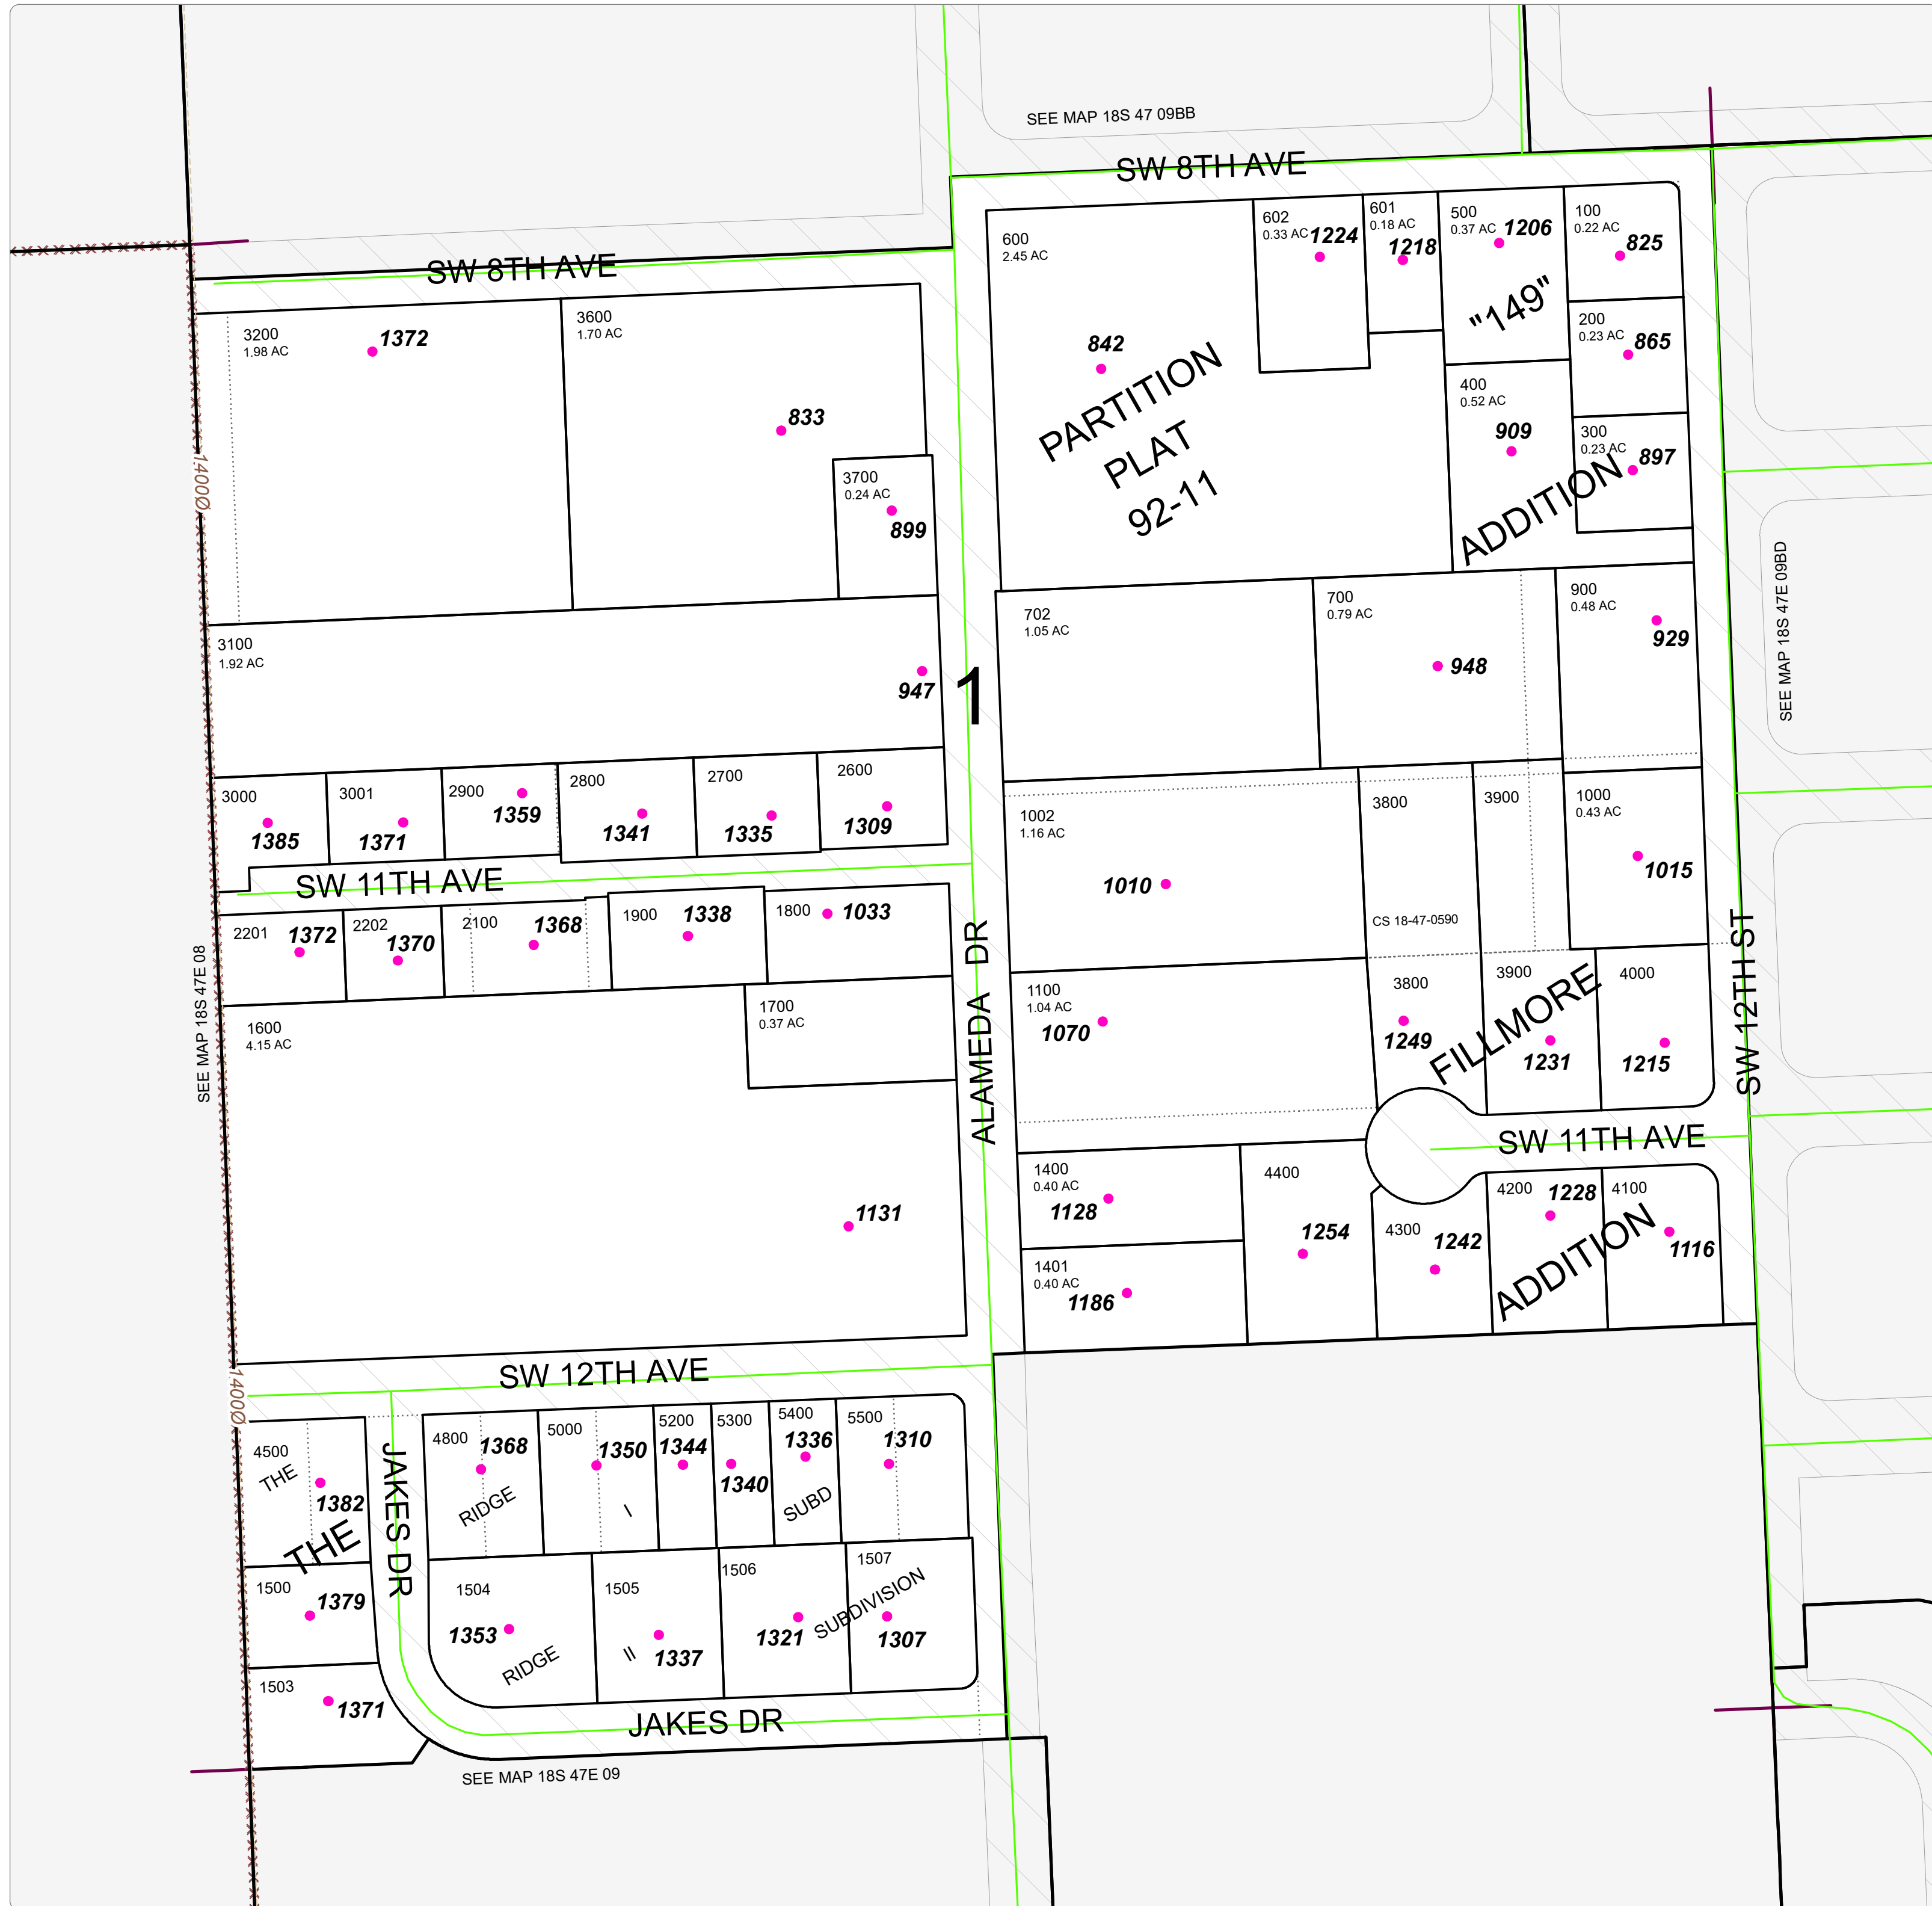 SEE MAP 18S 47 09BB
SW 8TH AVE
SW 8TH AVE
600
2.45 AC
842
602
0.33 AC
1224
601
0.18 AC
1218
500
0.37 AC
1206
100
0.22 AC
825
"149"
200
0.23 AC
865
400
0.52 AC
909
300
0.23 AC
897
ADDITION
PARTITION
PLAT
92-11
3200
1.98 AC
1372
3600
1.70 AC
833
3700
0.24 AC
899
1400Ø
3100
1.92 AC
947
1
702
1.05 AC
700
0.79 AC
948
900
0.48 AC
929
SEE MAP 18S 47E 09BD
3000
1385
3001
1371
2900
1359
2800
1341
2700
1335
2600
1309
1002
1.16 AC
1010
3800
CS 18-47-0590
3900
1000
0.43 AC
1015
SW 11TH AVE
2201
1372
2202
1370
2100
1368
1900
1338
1800
1033
SEE MAP 18S 47E 08
1600
4.15 AC
1131
1700
0.37 AC
ALAMEDA DR
1100
1.04 AC
1070
3800
1249
3900
1231
4000
1215
FILLMORE
SW 12TH ST
SW 11TH AVE
1400
0.40 AC
1128
1401
0.40 AC
1186
4400
1254
4300
1242
4200
1228
4100
1116
ADDITION
SW 12TH AVE
1400Ø
4500
THE
1382
THE
JAKES DR
4800
1368
RIDGE
5000
1350
I
5200
1344
5300
1340
5400
1336
SUBD
5500
1310
1500
1379
1503
1371
1504
1353
RIDGE
1505
II
1337
1506
1321
1507
SUBDIVISION
1307
JAKES DR
SEE MAP 18S 47E 09